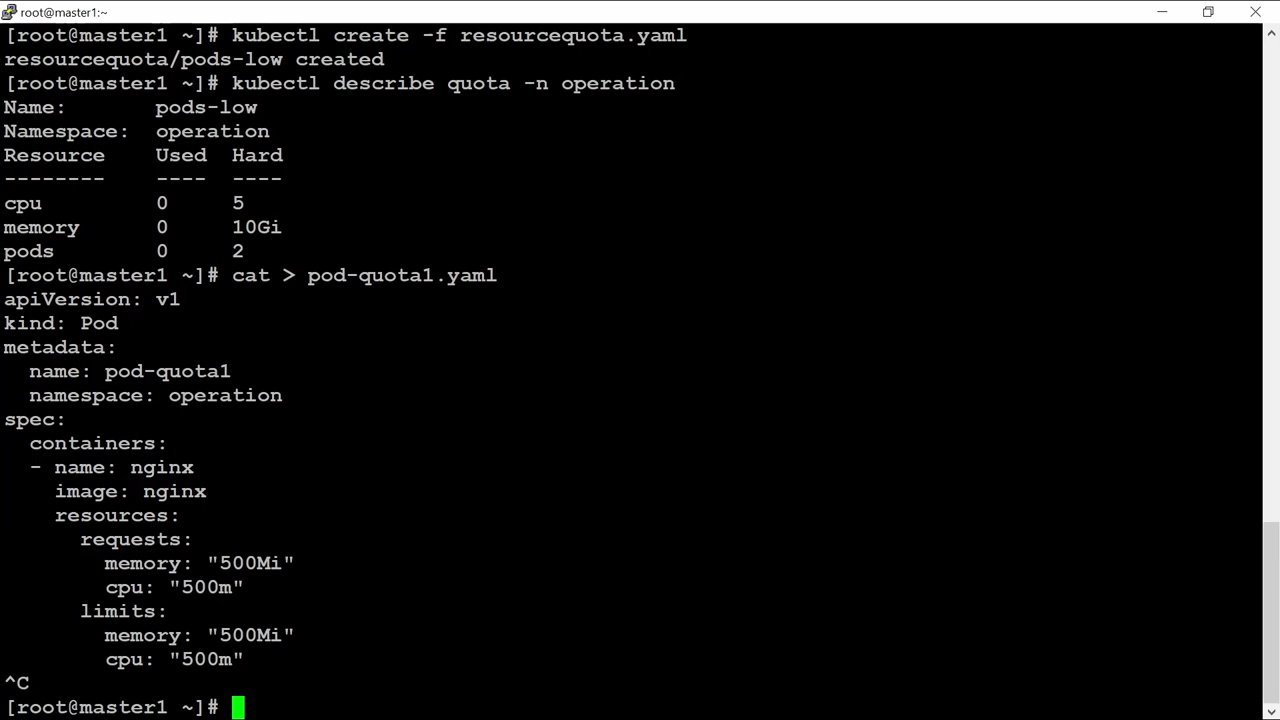 root@master1:~
[root@master1 ~]# kubectl create -f resourcequota.yaml
resourcequota/pods-low created
[root@master1 ~]# kubectl describe quota -n operation
Name:       pods-low
Namespace:  operation
Resource    Used  Hard
--------    ----  ----
cpu         0     5
memory      0     10Gi
pods        0     2
[root@master1 ~]# cat > pod-quota1.yaml
apiVersion: v1
kind: Pod
metadata:
  name: pod-quota1
  namespace: operation
spec:
  containers:
  - name: nginx
    image: nginx
    resources:
      requests:
        memory: "500Mi"
        cpu: "500m"
      limits:
        memory: "500Mi"
        cpu: "500m"
^C
[root@master1 ~]#